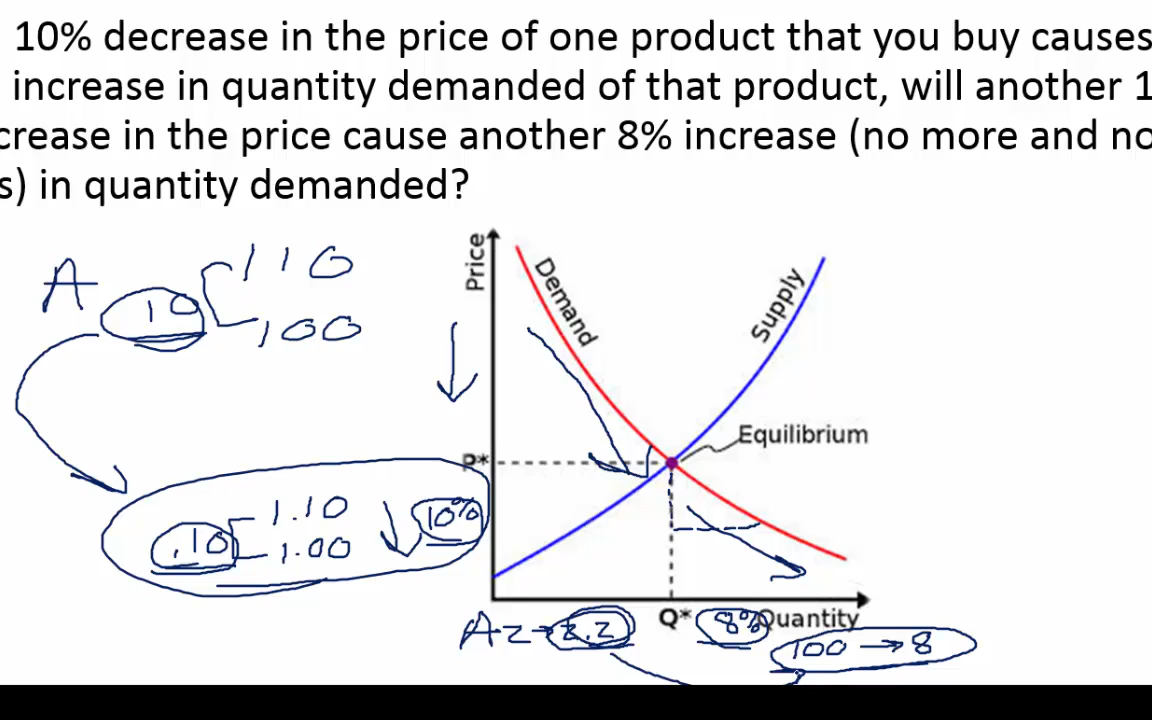 10% decrease in the price of one product that you buy causes
increase in quantity demanded of that product, will another 1
crease in the price cause another 8% increase (no more and no
s) in quantity demanded?
Price
Demand
Supply
A
10
110
100
Equilibrium
P*
1.10
10%
.10
1.00
A 2 → 2.2
Q*
8%
Quantity
100 → 8